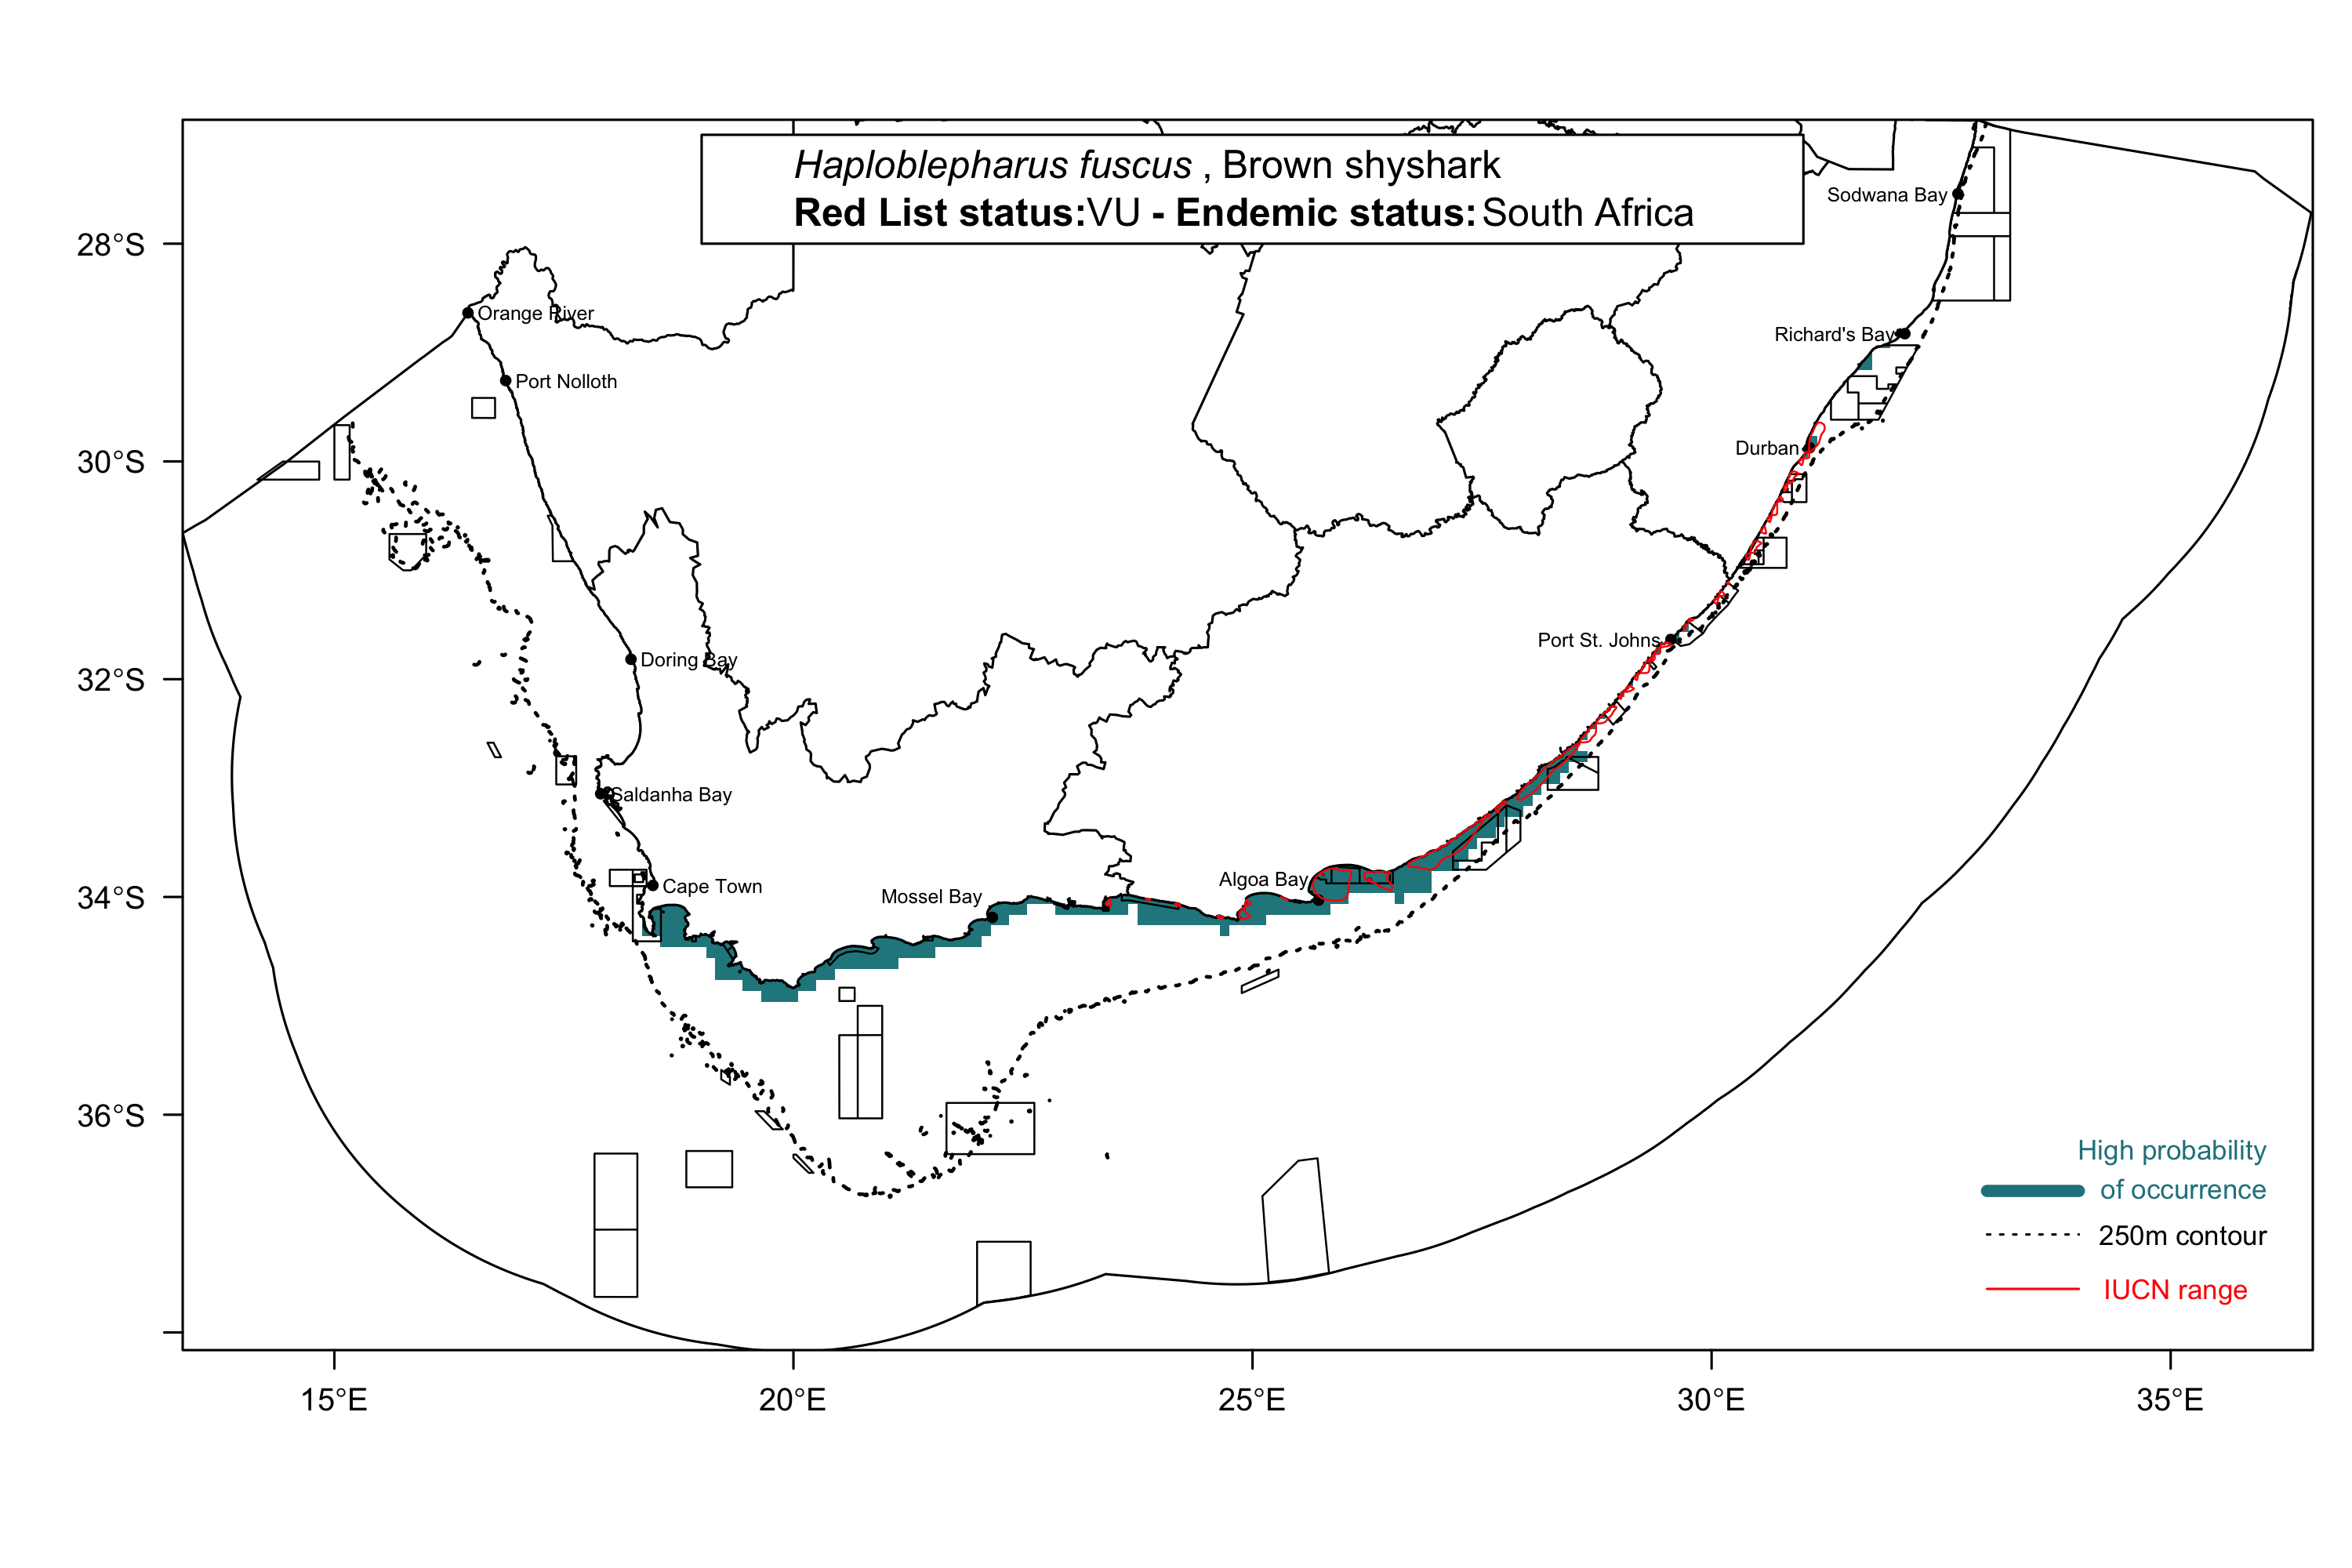 Haploblepharus fuscus , Brown shyshark
Red List status:VU - Endemic status: South Africa
Sodwana Bay
28°S
Orange River
Richard's Bay
Port Nolloth
Durban
30°S
Port St. Johns
Doring Bay
32°S
Saldanha Bay
Algoa Bay
Cape Town
Mossel Bay
34°S
36°S
High probability
of occurrence
250m contour
IUCN range
15°E
20°E
25°E
30°E
35°E